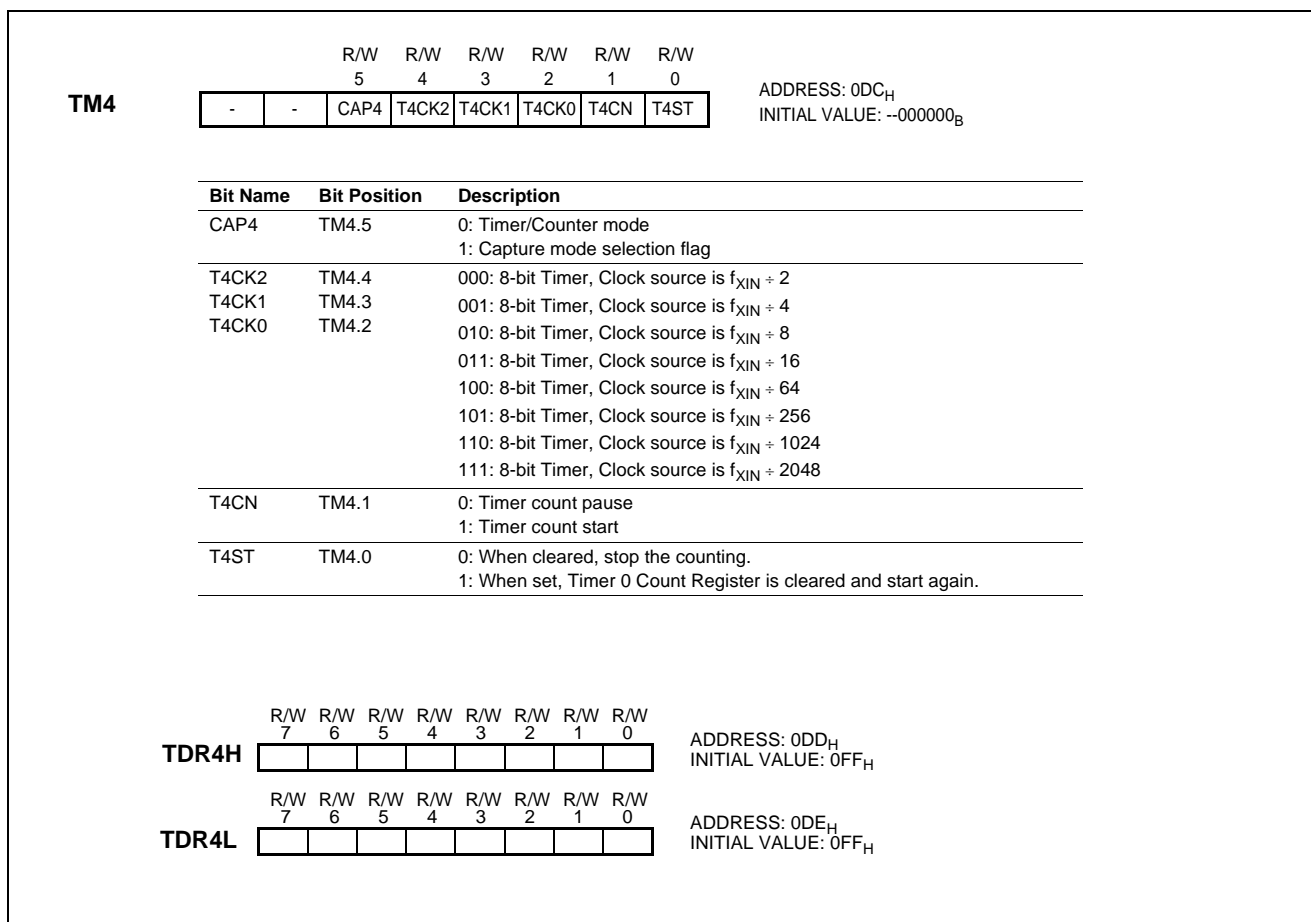 R/W R/W R/W R/W R/W R/W
5 4 3 2 1 0
TM4 - - CAP4 T4CK2 T4CK1 T4CK0 T4CN T4ST
ADDRESS: 0DCH
INITIAL VALUE: --000000B
Bit Name Bit Position Description
CAP4 TM4.5 0: Timer/Counter mode
1: Capture mode selection flag
T4CK2 TM4.4 000: 8-bit Timer, Clock source is fXIN ÷ 2
T4CK1 TM4.3 001: 8-bit Timer, Clock source is fXIN ÷ 4
T4CK0 TM4.2 010: 8-bit Timer, Clock source is fXIN ÷ 8
011: 8-bit Timer, Clock source is fXIN ÷ 16
100: 8-bit Timer, Clock source is fXIN ÷ 64
101: 8-bit Timer, Clock source is fXIN ÷ 256
110: 8-bit Timer, Clock source is fXIN ÷ 1024
111: 8-bit Timer, Clock source is fXIN ÷ 2048
T4CN TM4.1 0: Timer count pause
1: Timer count start
T4ST TM4.0 0: When cleared, stop the counting.
1: When set, Timer 0 Count Register is cleared and start again.
R/W R/W R/W R/W R/W R/W R/W R/W
7 6 5 4 3 2 1 0
TDR4H
ADDRESS: 0DDH
INITIAL VALUE: 0FFH
R/W R/W R/W R/W R/W R/W R/W R/W
7 6 5 4 3 2 1 0
TDR4L
ADDRESS: 0DEH
INITIAL VALUE: 0FFH